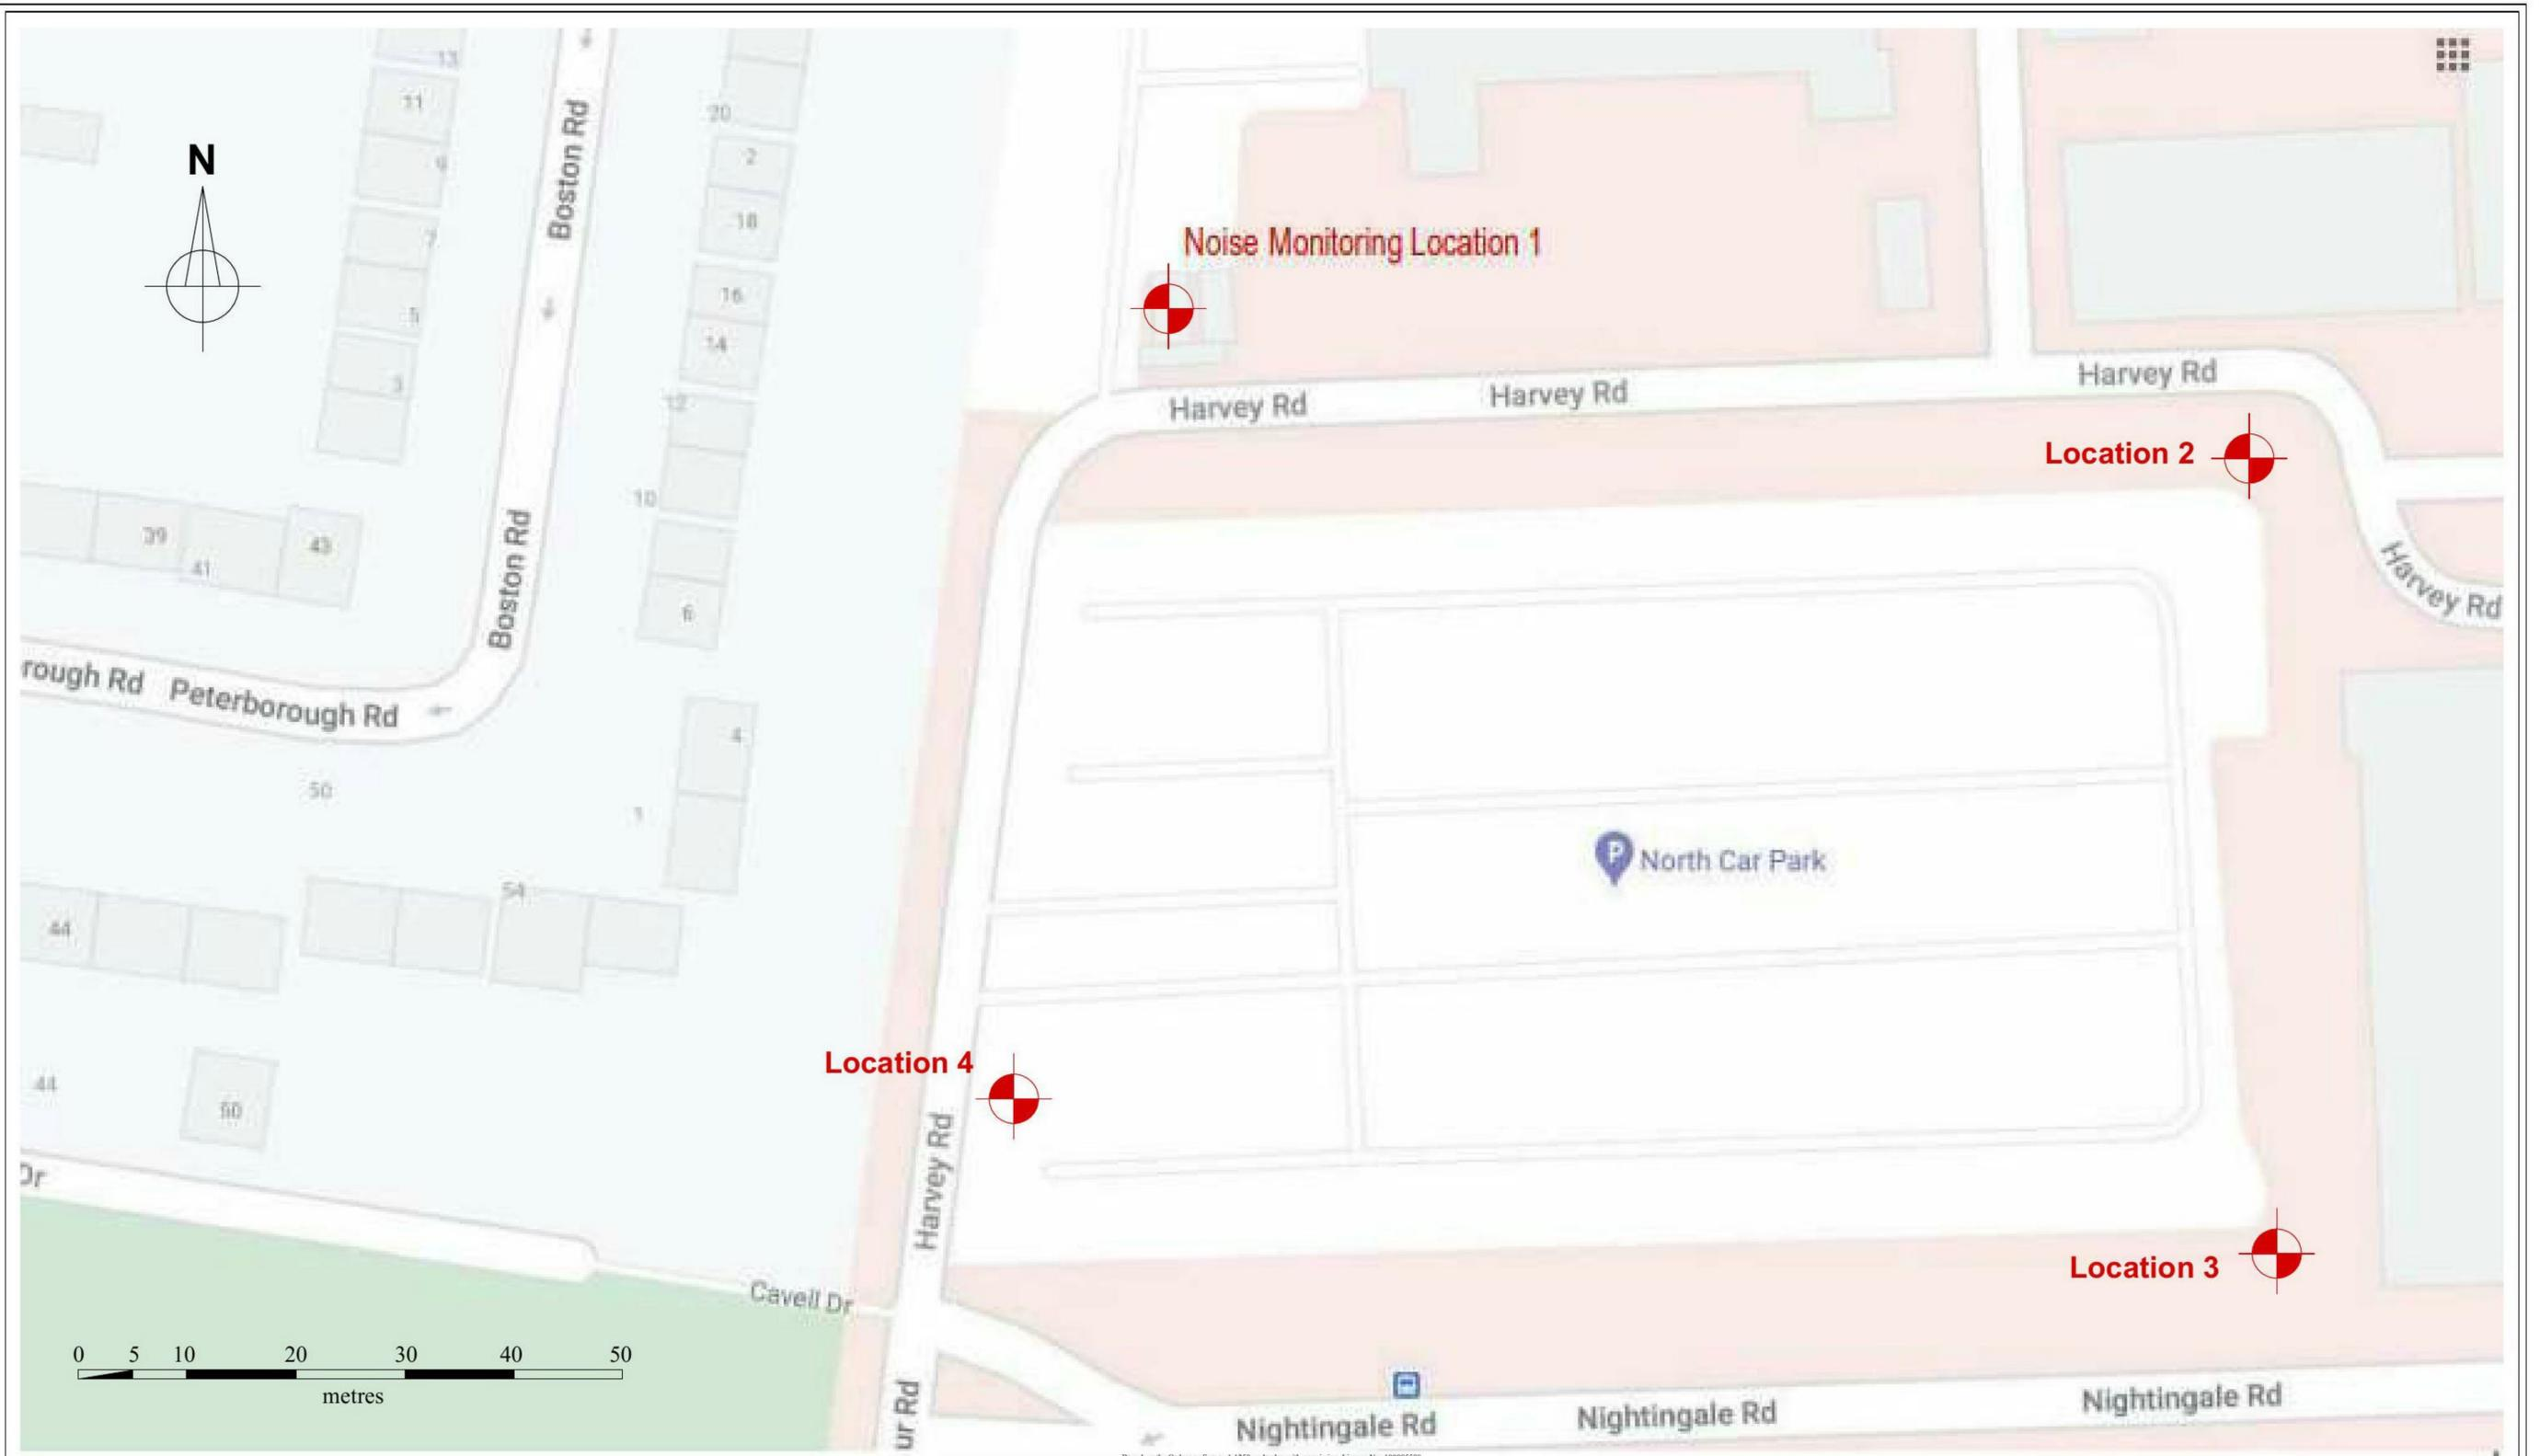 13
11
9
7
5
3
Boston Rd
20
2
18
16
14
12
10
6
4
1
N
Noise Monitoring Location 1
Harvey Rd
Harvey Rd
Harvey Rd
Location 2
Harvey Rd
39
41
43
Boston Rd
rough Rd
Peterborough Rd
50
P
North Car Park
54
44
44
50
Location 4
Harvey Rd
Location 3
Dr
Cavell Dr
0 5 10 20 30 40 50
metres
ur Rd
Nightingale Rd
Nightingale Rd
Nightingale Rd